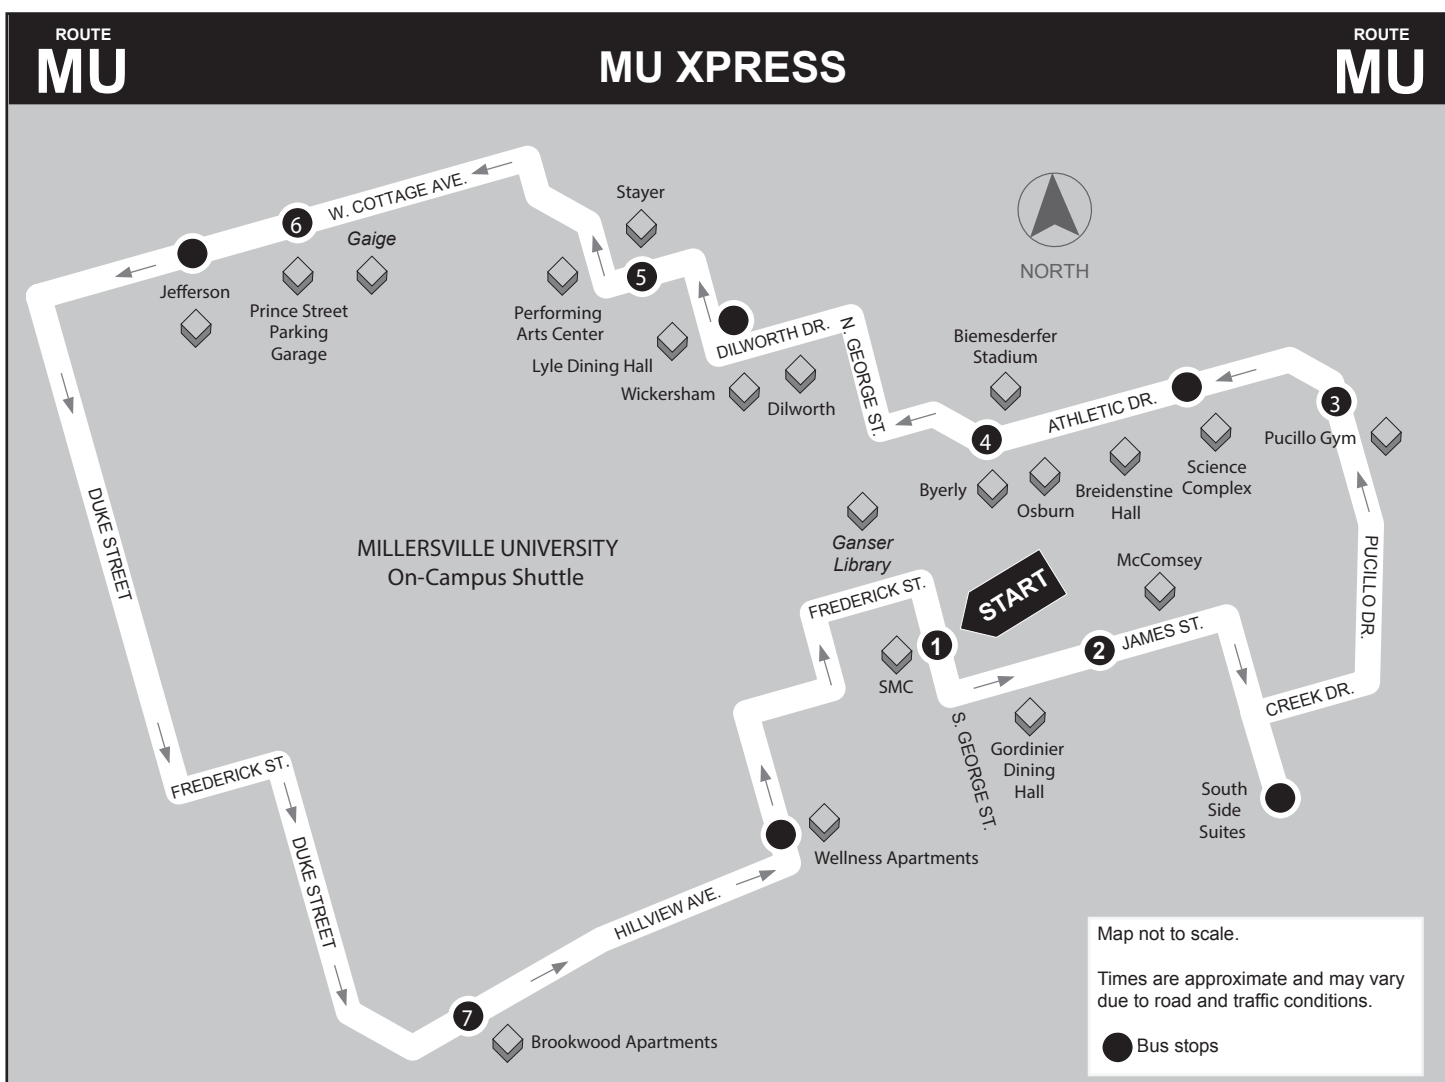 ROUTE
MU
MU XPRESS
ROUTE
MU
Stayer
W. COTTAGE AVE.
6
Gaige
NORTH
5
Jefferson
Prince Street
Parking
Garage
Performing
Arts Center
DILWORTH DR.
N. GEORGE ST.
Biemesderfer
Stadium
Lyle Dining Hall
Wickersham
Dilworth
ATHLETIC DR.
3
4
Pucillo Gym
Science
Complex
Byerly
Osburn
Breidenstine
Hall
DUKE STREET
MILLERSVILLE UNIVERSITY
On-Campus Shuttle
Ganser
Library
McComsey
PUCILLO DR.
FREDERICK ST.
START
1
2
JAMES ST.
SMC
CREEK DR.
S. GEORGE ST.
Gordinier
Dining
Hall
FREDERICK ST.
South
Side
Suites
DUKE STREET
Wellness Apartments
HILLVIEW AVE.
7
Brookwood Apartments
Map not to scale.
Times are approximate and may vary
due to road and traffic conditions.
Bus stops